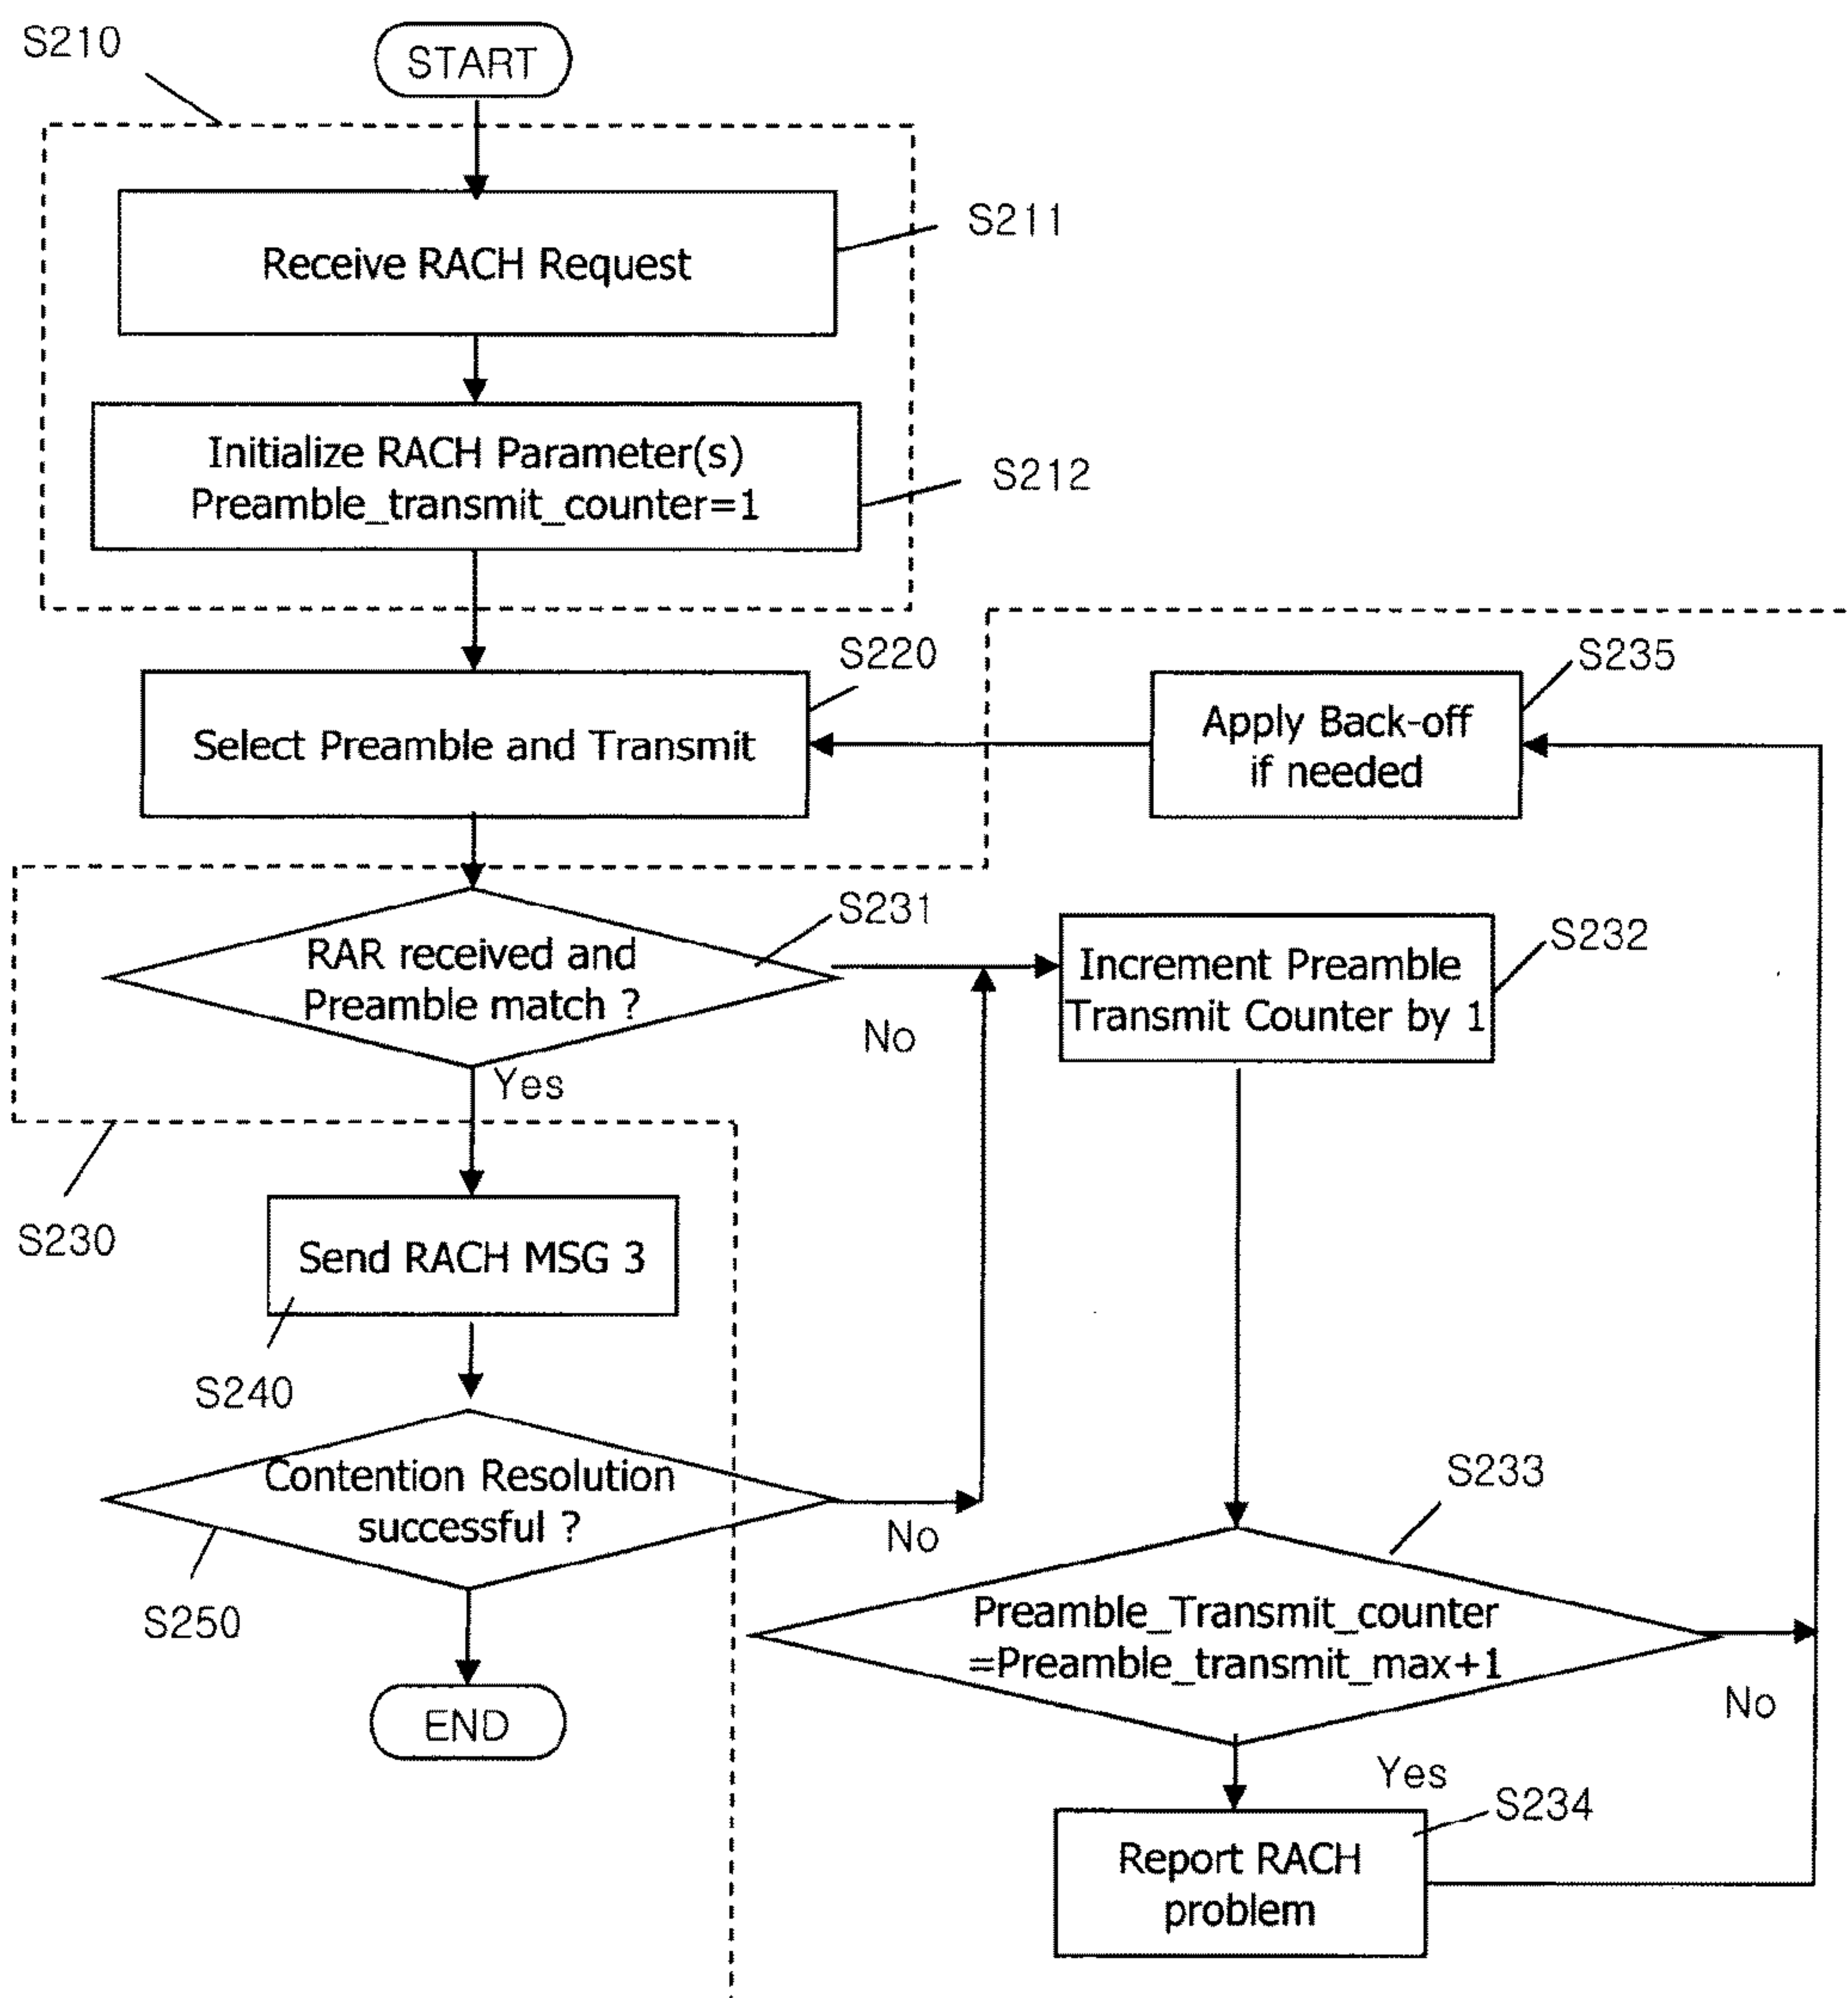 S210
START
Receive RACH Request
S211
Initialize RACH Parameter(s)
Preamble_transmit_counter=1
S212
S220
Select Preamble and Transmit
S235
Apply Back-off
if needed
S231
RAR received and
Preamble match ?
No
Yes
S232
Increment Preamble
Transmit Counter by 1
S230
Send RACH MSG 3
S240
Contention Resolution
successful ?
No
S250
END
S233
Preamble_Transmit_counter
=Preamble_transmit_max+1
No
Yes
S234
Report RACH
problem